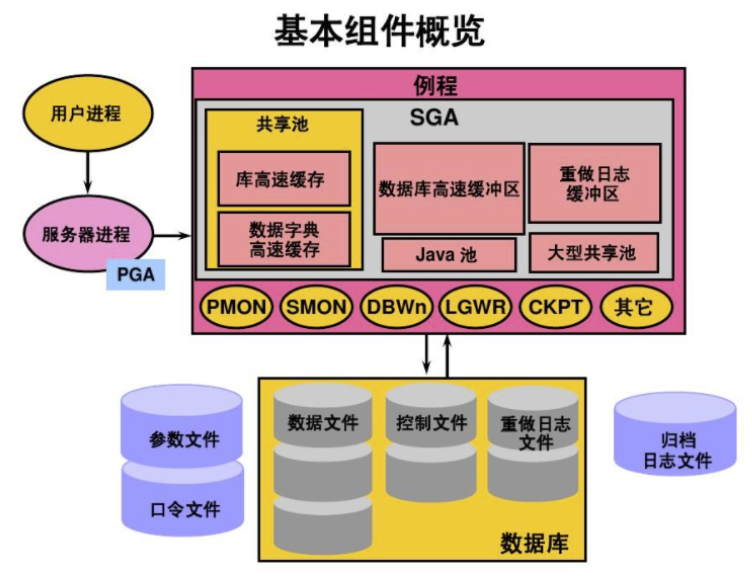 基本组件概览
用户进程
服务器进程
PGA
例程
SGA
共享池
库高速缓存
数据字典
高速缓存
数据库高速缓冲区
重做日志
缓冲区
Java 池
大型共享池
PMON
SMON
DBWn
LGWR
CKPT
其它
参数文件
口令文件
数据文件
控制文件
重做日志
文件
数据库
归档
日志文件